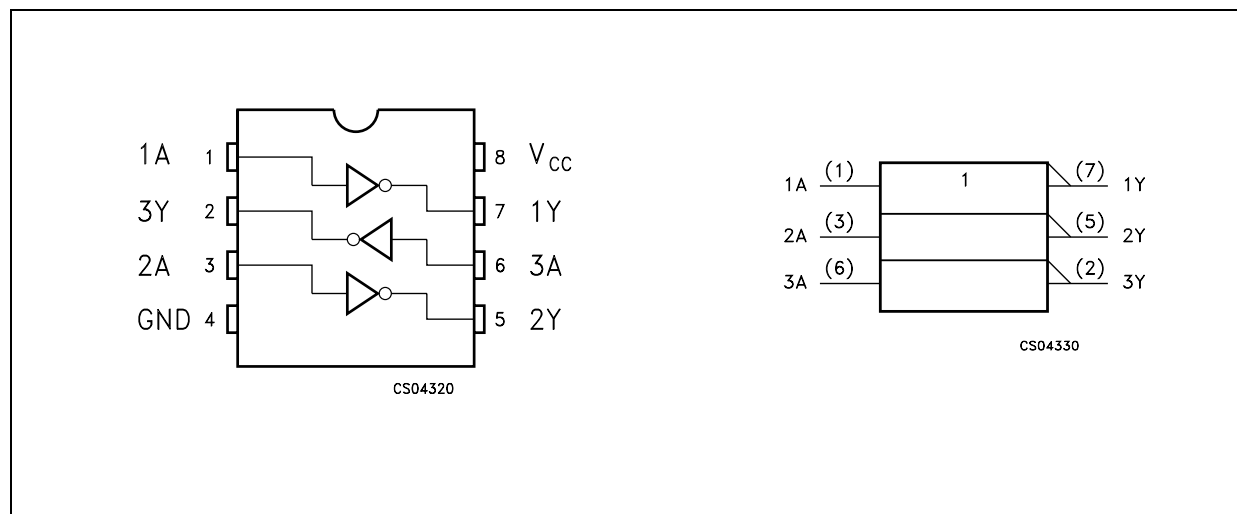 1A 1 8 VCC
3Y 2 7 1Y
2A 3 6 3A
GND 4 5 2Y
CS04320
1
1A (1) (7) 1Y
2A (3) (5) 2Y
3A (6) (2) 3Y
CS04330